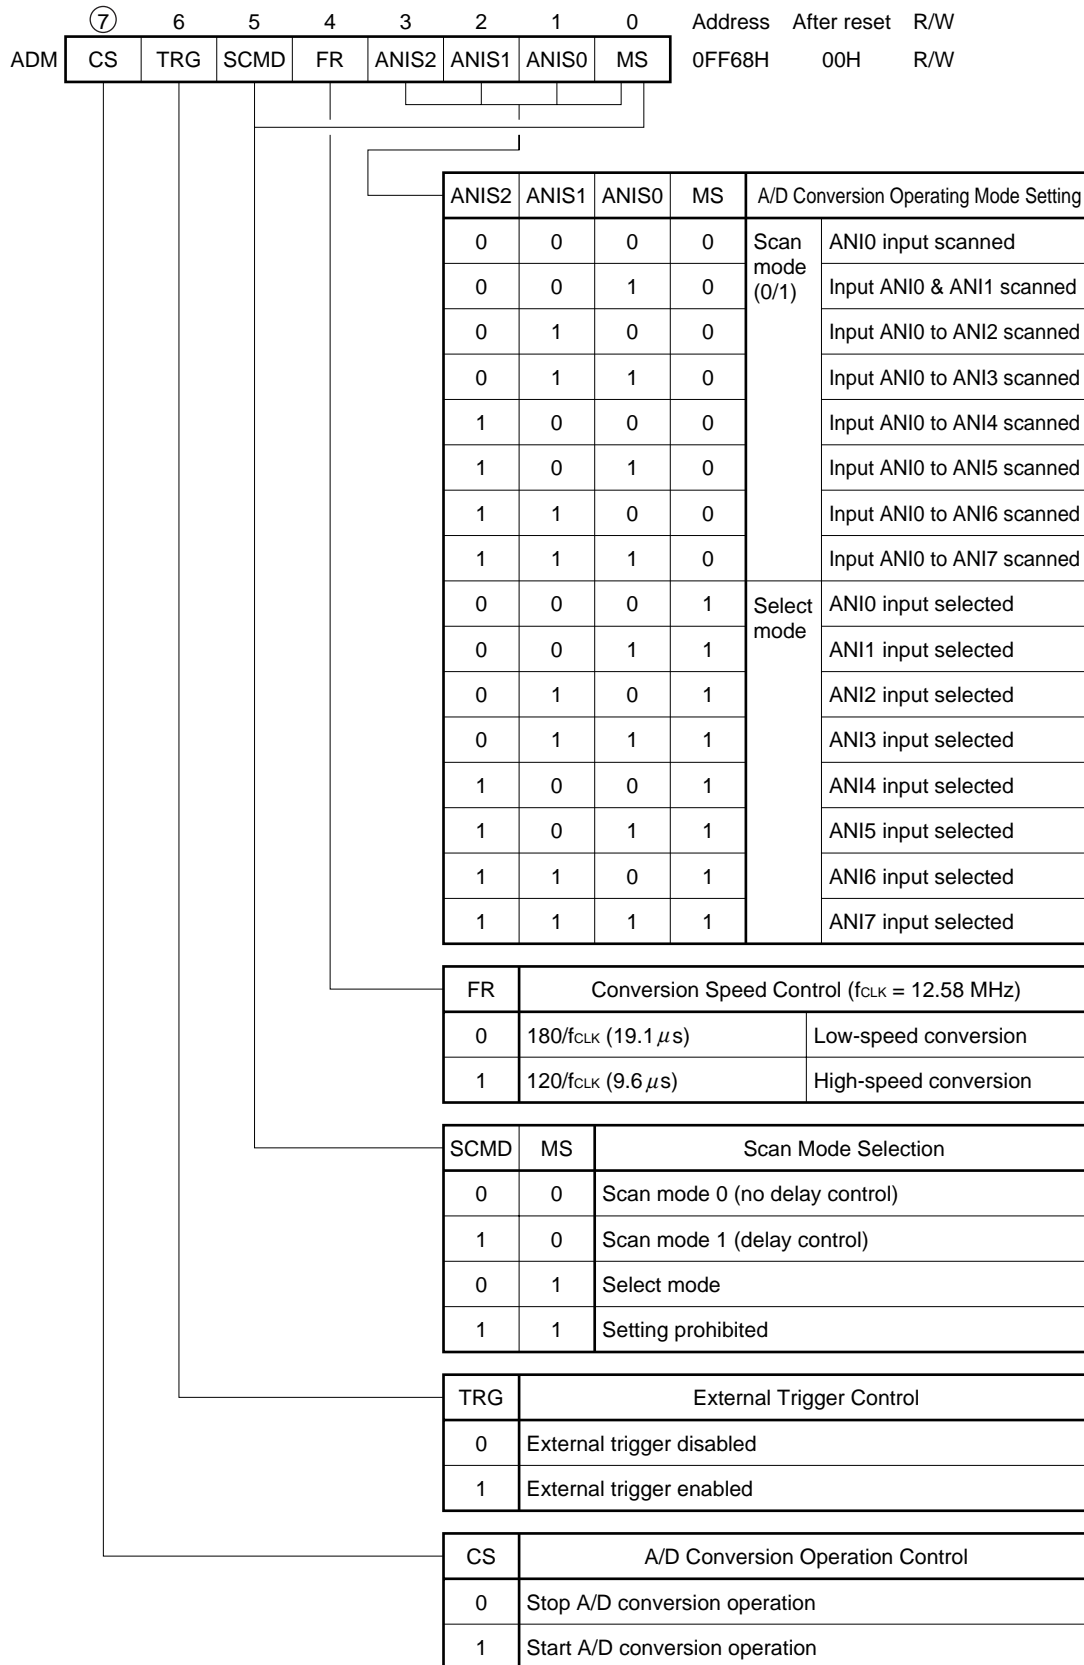 7 6 5 4 3 2 1 0 Address After reset R/W
ADM CS TRG SCMD FR ANIS2 ANIS1 ANIS0 MS 0FF68H 00H R/W
ANIS2 ANIS1 ANIS0 MS A/D Conversion Operating Mode Setting
0 0 0 0 Scan mode (0/1) ANI0 input scanned
0 0 1 0 Input ANI0 & ANI1 scanned
0 1 0 0 Input ANI0 to ANI2 scanned
0 1 1 0 Input ANI0 to ANI3 scanned
1 0 0 0 Input ANI0 to ANI4 scanned
1 0 1 0 Input ANI0 to ANI5 scanned
1 1 0 0 Input ANI0 to ANI6 scanned
1 1 1 0 Input ANI0 to ANI7 scanned
0 0 0 1 Select mode ANI0 input selected
0 0 1 1 ANI1 input selected
0 1 0 1 ANI2 input selected
0 1 1 1 ANI3 input selected
1 0 0 1 ANI4 input selected
1 0 1 1 ANI5 input selected
1 1 0 1 ANI6 input selected
1 1 1 1 ANI7 input selected
FR Conversion Speed Control (fCLK = 12.58 MHz)
0 180/fCLK (19.1 μs) Low-speed conversion
1 120/fCLK (9.6 μs) High-speed conversion
SCMD MS Scan Mode Selection
0 0 Scan mode 0 (no delay control)
1 0 Scan mode 1 (delay control)
0 1 Select mode
1 1 Setting prohibited
TRG External Trigger Control
0 External trigger disabled
1 External trigger enabled
CS A/D Conversion Operation Control
0 Stop A/D conversion operation
1 Start A/D conversion operation